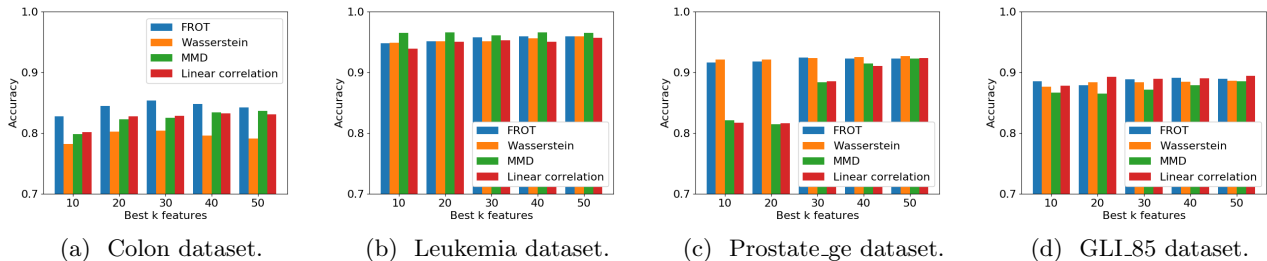 1.0
0.9
0.8
0.7
Accuracy
FROT
Wasserstein
MMD
Linear correlation
10 20 30 40 50
Best k features
(a) Colon dataset.
1.0
0.9
0.8
0.7
Accuracy
FROT
Wasserstein
MMD
Linear correlation
10 20 30 40 50
Best k features
(b) Leukemia dataset.
1.0
0.9
0.8
0.7
Accuracy
FROT
Wasserstein
MMD
Linear correlation
10 20 30 40 50
Best k features
(c) Prostate_ge dataset.
1.0
0.9
0.8
0.7
Accuracy
FROT
Wasserstein
MMD
Linear correlation
10 20 30 40 50
Best k features
(d) GLI_85 dataset.